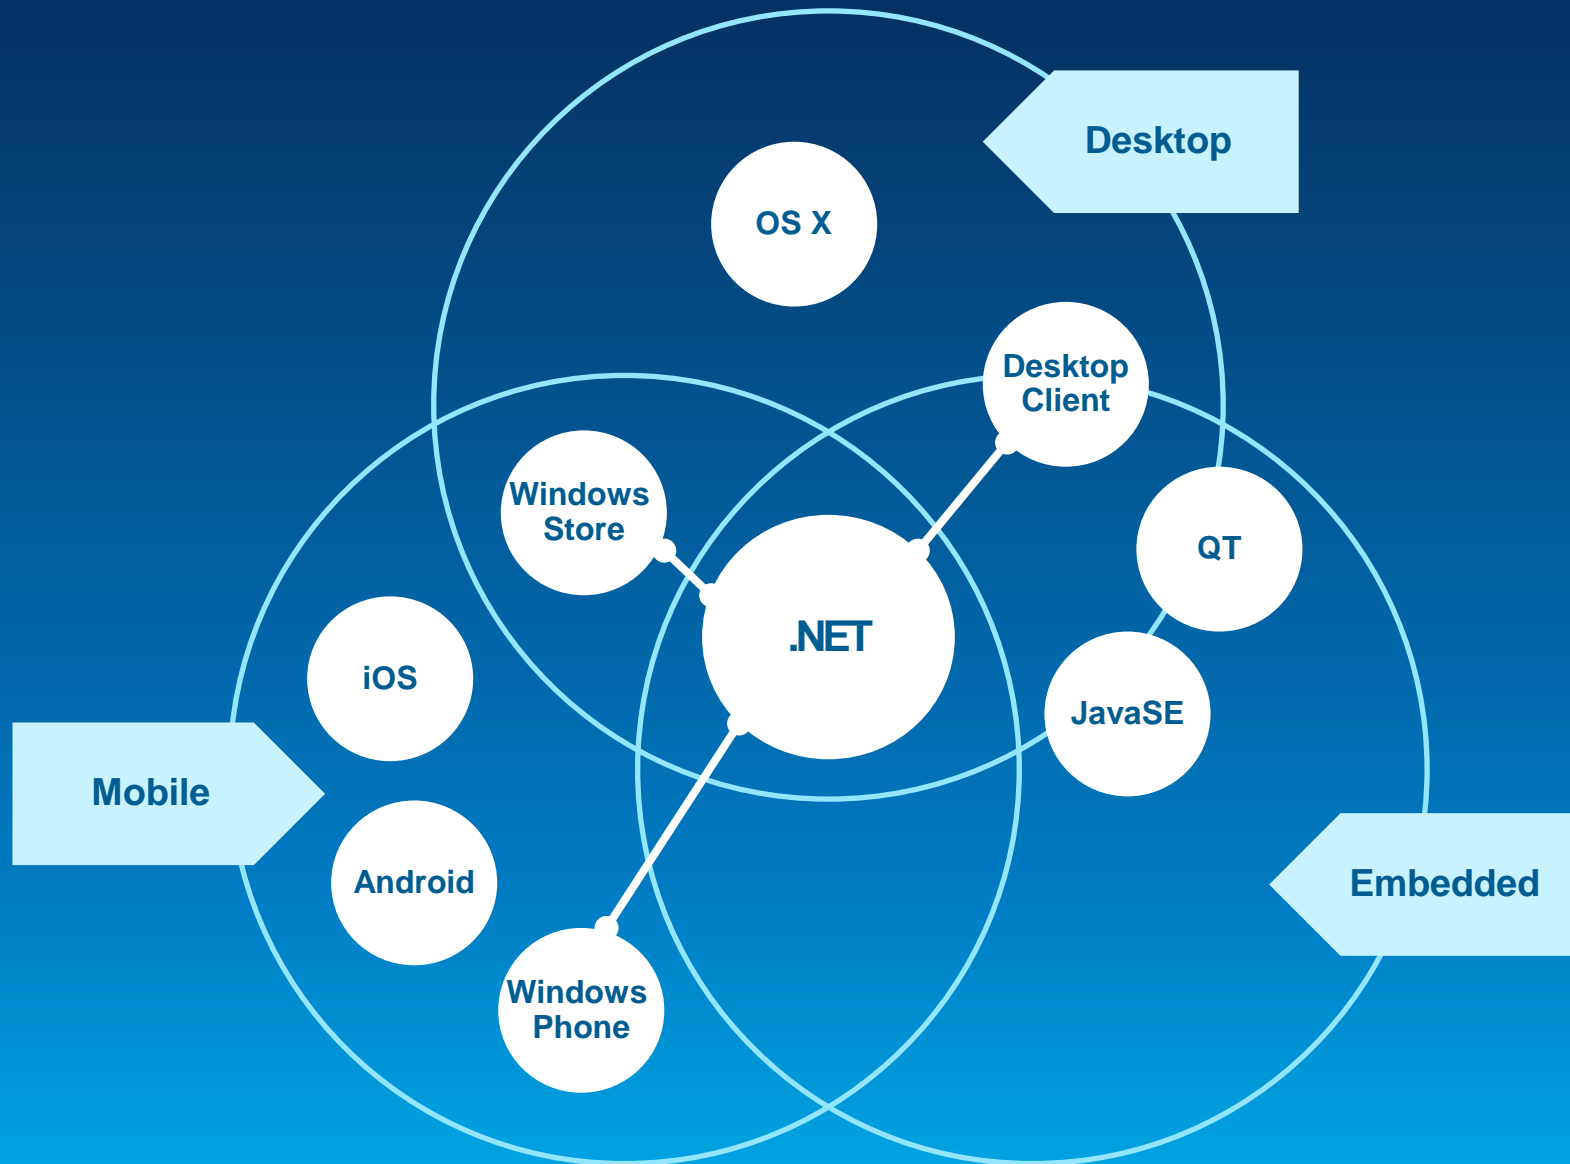 Desktop
OS X
Desktop
Client
Windows
Store
QT
.NET
iOS
JavaSE
Mobile
Android
Embedded
Windows
Phone